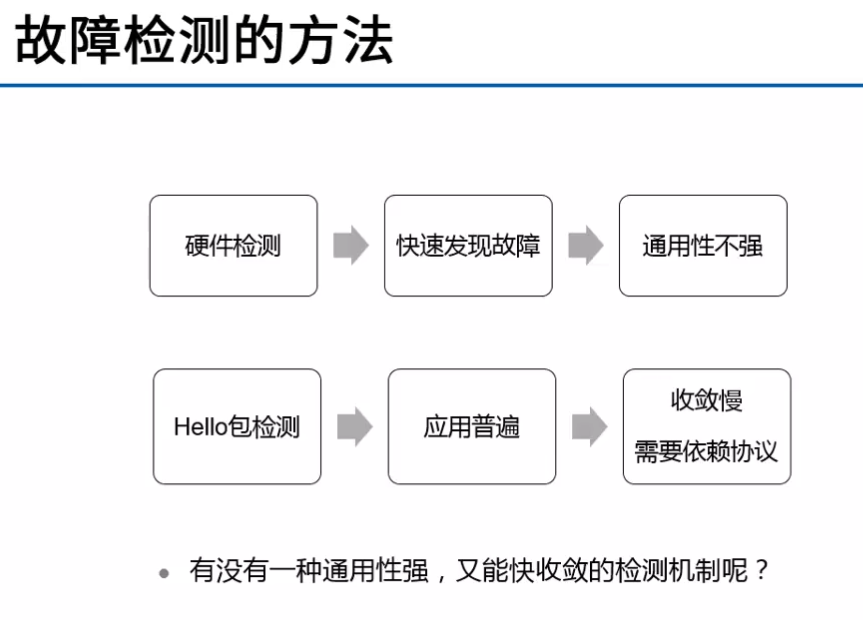 故障检测的方法
硬件检测
快速发现故障
通用性不强
Hello包检测
应用普遍
收敛慢
需要依赖协议
有没有一种通用性强，又能快收敛的检测机制呢？